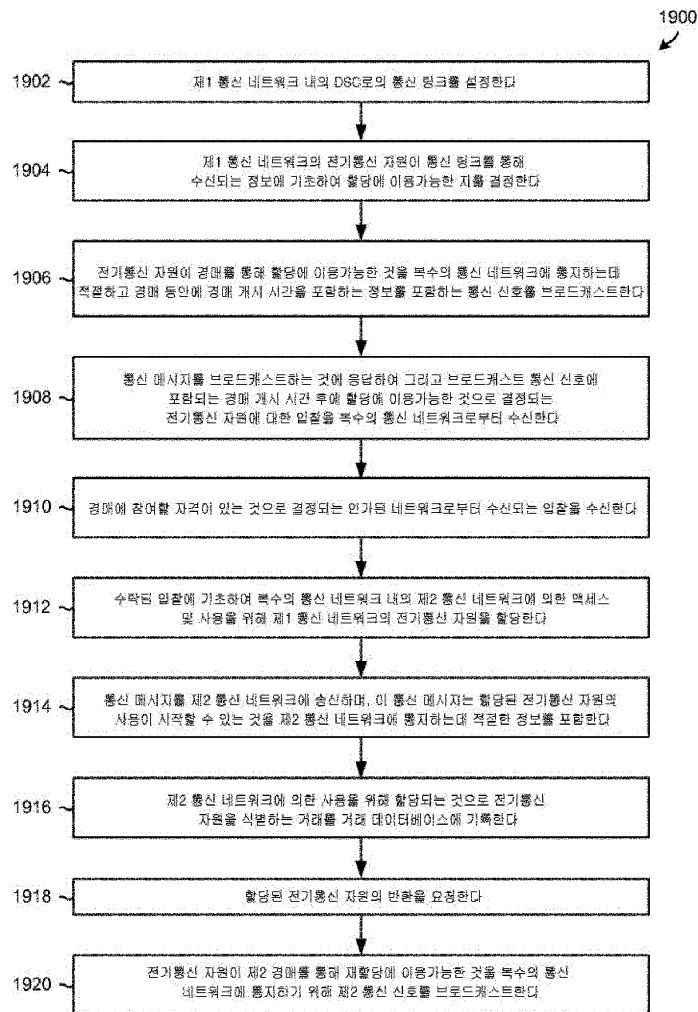 1900
1902
제1 통신 네트워크 내의 DSC로의 통신 링크를 설정한다
1904
제1 통신 네트워크의 전기통신 자원이 통신 링크를 통해
수신되는 정보에 기초하여 할당에 이용가능한 지를 결정한다
1906
전기통신 자원이 경매를 통해 할당에 이용가능한 것을 복수의 통신 네트워크에 통지하는데
적절하고 경매 동안에 경매 개시 시간을 포함하는 정보를 포함하는 통신 신호를 브로드캐스트한다
1908
통신 메시지를 브로드캐스트하는 것에 응답하여 그리고 브로드캐스트 통신 신호에
포함되는 경매 개시 시간 후에 할당에 이용가능한 것으로 결정되는
전기통신 자원에 대한 입찰을 복수의 통신 네트워크로부터 수신한다
1910
경매에 참여할 자격이 있는 것으로 결정되는 인가된 네트워크로부터 수신되는 입찰을 수신한다
1912
수락된 입찰에 기초하여 복수의 통신 네트워크 내의 제2 통신 네트워크에 의한 액세스
및 사용을 위해 제1 통신 네트워크의 전기통신 자원을 할당한다
1914
통신 메시지를 제2 통신 네트워크에 송신하며, 이 통신 메시지는 할당된 전기통신 자원의
사용이 시작할 수 있는 것을 제2 통신 네트워크에 통지하는데 적절한 정보를 포함한다
1916
제2 통신 네트워크에 의한 사용을 위해 할당되는 것으로 전기통신
자원을 식별하는 거래를 거래 데이터베이스에 기록한다
1918
할당된 전기통신 자원의 반환을 요청한다
1920
전기통신 자원이 제2 경매를 통해 재할당에 이용가능한 것을 복수의 통신
네트워크에 통지하기 위해 제2 통신 신호를 브로드캐스트한다